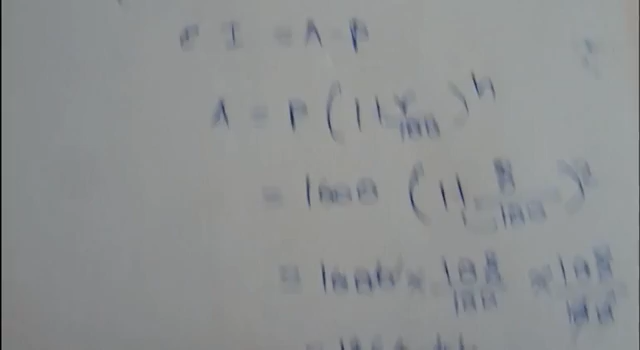 C I = A - P
A = P (1 + r/100)^n
= 1000 (1 + 8/100)^2
= 1000 × 108/100 × 108/100